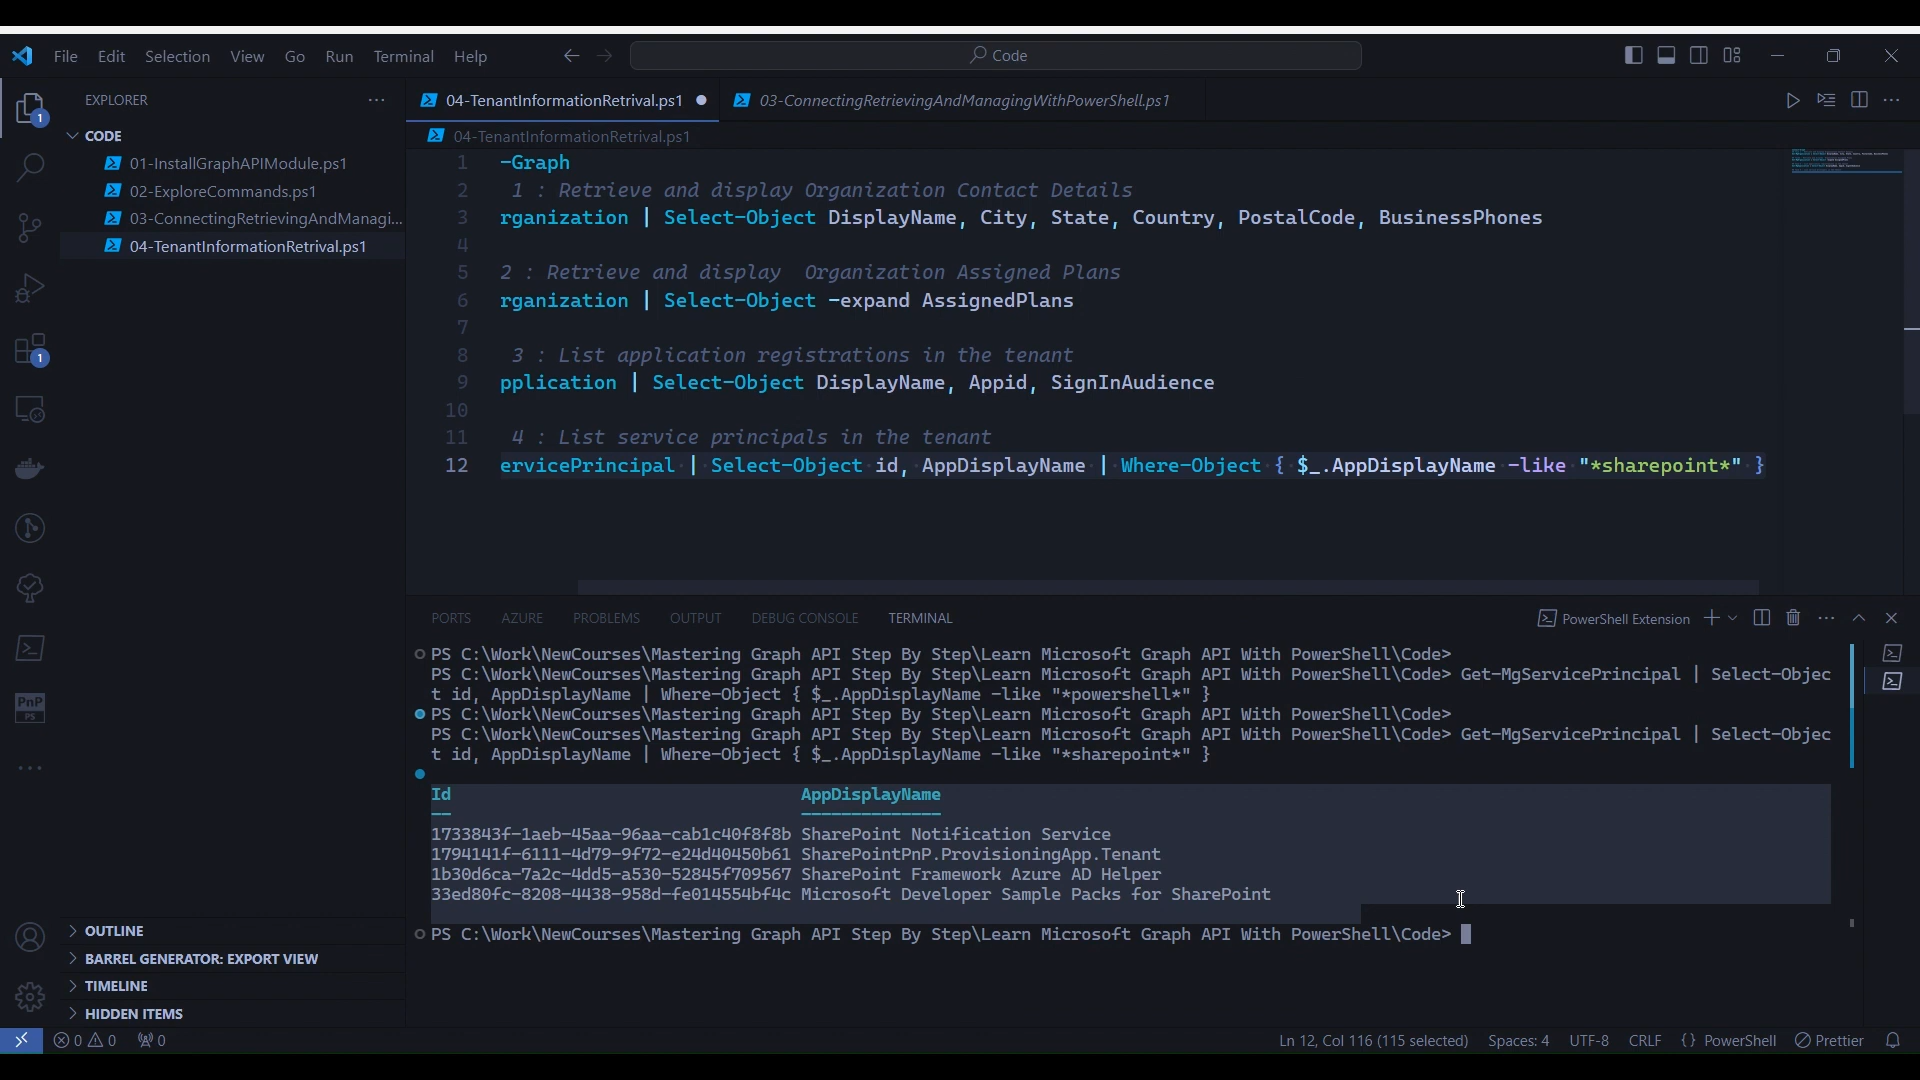 File Edit Selection View Go Run Terminal Help
Code
EXPLORER
CODE
01-InstallGraphAPIModule.ps1
02-ExploreCommands.ps1
03-ConnectingRetrievingAndManagi...
04-TenantInformationRetrival.ps1
OUTLINE
BARREL GENERATOR: EXPORT VIEW
TIMELINE
HIDDEN ITEMS
1
1
PnP
PS
04-TenantInformationRetrival.ps1
03-ConnectingRetrievingAndManagingWithPowerShell.ps1
04-TenantInformationRetrival.ps1
1 -Graph
2 1 : Retrieve and display Organization Contact Details
3 rganization | Select-Object DisplayName, City, State, Country, PostalCode, BusinessPhones
4
5 2 : Retrieve and display  Organization Assigned Plans
6 rganization | Select-Object -expand AssignedPlans
7
8 3 : List application registrations in the tenant
9 pplication | Select-Object DisplayName, Appid, SignInAudience
10
11 4 : List service principals in the tenant
12 ervicePrincipal | Select-Object id, AppDisplayName | Where-Object { $_.AppDisplayName -like "*sharepoint*" }
PORTS AZURE PROBLEMS OUTPUT DEBUG CONSOLE TERMINAL
PowerShell Extension
PS C:\Work\NewCourses\Mastering Graph API Step By Step\Learn Microsoft Graph API With PowerShell\Code>
PS C:\Work\NewCourses\Mastering Graph API Step By Step\Learn Microsoft Graph API With PowerShell\Code> Get-MgServicePrincipal | Select-Objec
t id, AppDisplayName | Where-Object { $_.AppDisplayName -like "*powershell*" }
PS C:\Work\NewCourses\Mastering Graph API Step By Step\Learn Microsoft Graph API With PowerShell\Code>
PS C:\Work\NewCourses\Mastering Graph API Step By Step\Learn Microsoft Graph API With PowerShell\Code> Get-MgServicePrincipal | Select-Objec
t id, AppDisplayName | Where-Object { $_.AppDisplayName -like "*sharepoint*" }
Id AppDisplayName
-- --------------
1733843f-1aeb-45aa-96aa-cab1c40f8f8b SharePoint Notification Service
1794141f-6111-4d79-9f72-e24d40450b61 SharePointPnP.ProvisioningApp.Tenant
1b30d6ca-7a2c-4dd5-a530-52845f709567 SharePoint Framework Azure AD Helper
33ed80fc-8208-4438-958d-fe014554bf4c Microsoft Developer Sample Packs for SharePoint
PS C:\Work\NewCourses\Mastering Graph API Step By Step\Learn Microsoft Graph API With PowerShell\Code>
0 0 0 Ln 12, Col 116 (115 selected) Spaces: 4 UTF-8 CRLF {} PowerShell Prettier